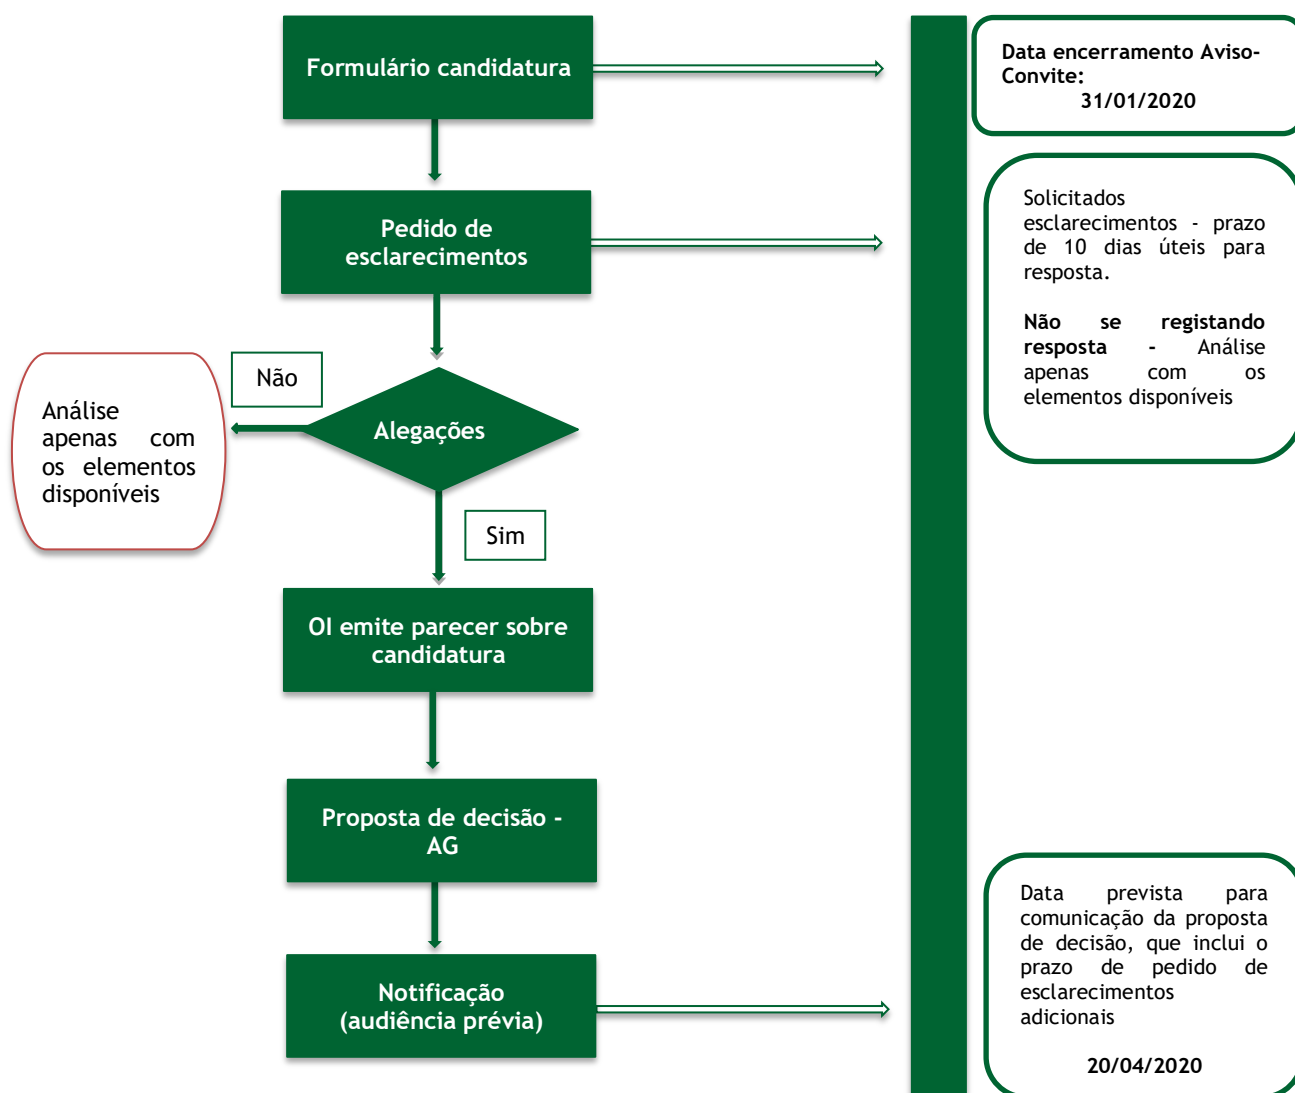 Formulário candidatura
Data encerramento Aviso-
Convite:
31/01/2020
Pedido de
esclarecimentos
Solicitados
esclarecimentos - prazo
de 10 dias úteis para
resposta.
Não se registando
resposta - Análise
apenas com os
elementos disponíveis
Não
Análise
apenas com
os elementos
disponíveis
Alegações
Sim
OI emite parecer sobre
candidatura
Proposta de decisão -
AG
Notificação
(audiência prévia)
Data prevista para
comunicação da proposta
de decisão, que inclui o
prazo de pedido de
esclarecimentos
adicionais
20/04/2020